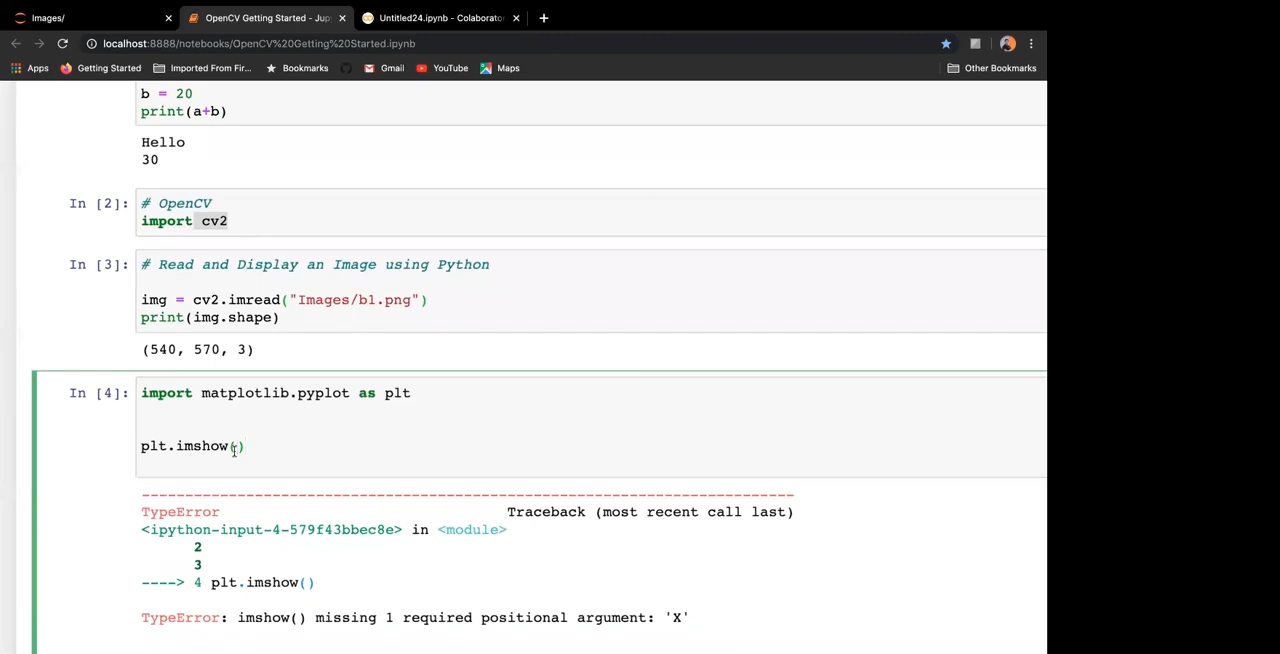 Images/
OpenCV Getting Started - Jup
Untitled24.ipynb - Colaborator
localhost:8888/notebooks/OpenCV%20Getting%20Started.ipynb
Apps Getting Started Imported From Fir... Bookmarks Gmail YouTube Maps Other Bookmarks
b = 20
print(a+b)
Hello
30
In [2]: # OpenCV
import cv2
In [3]: # Read and Display an Image using Python
img = cv2.imread("Images/b1.png")
print(img.shape)
(540, 570, 3)
In [4]: import matplotlib.pyplot as plt
plt.imshow()
---------------------------------------------------------------------------
TypeError Traceback (most recent call last)
<ipython-input-4-579f43bbec8e> in <module>
2
3
----> 4 plt.imshow()
TypeError: imshow() missing 1 required positional argument: 'X'